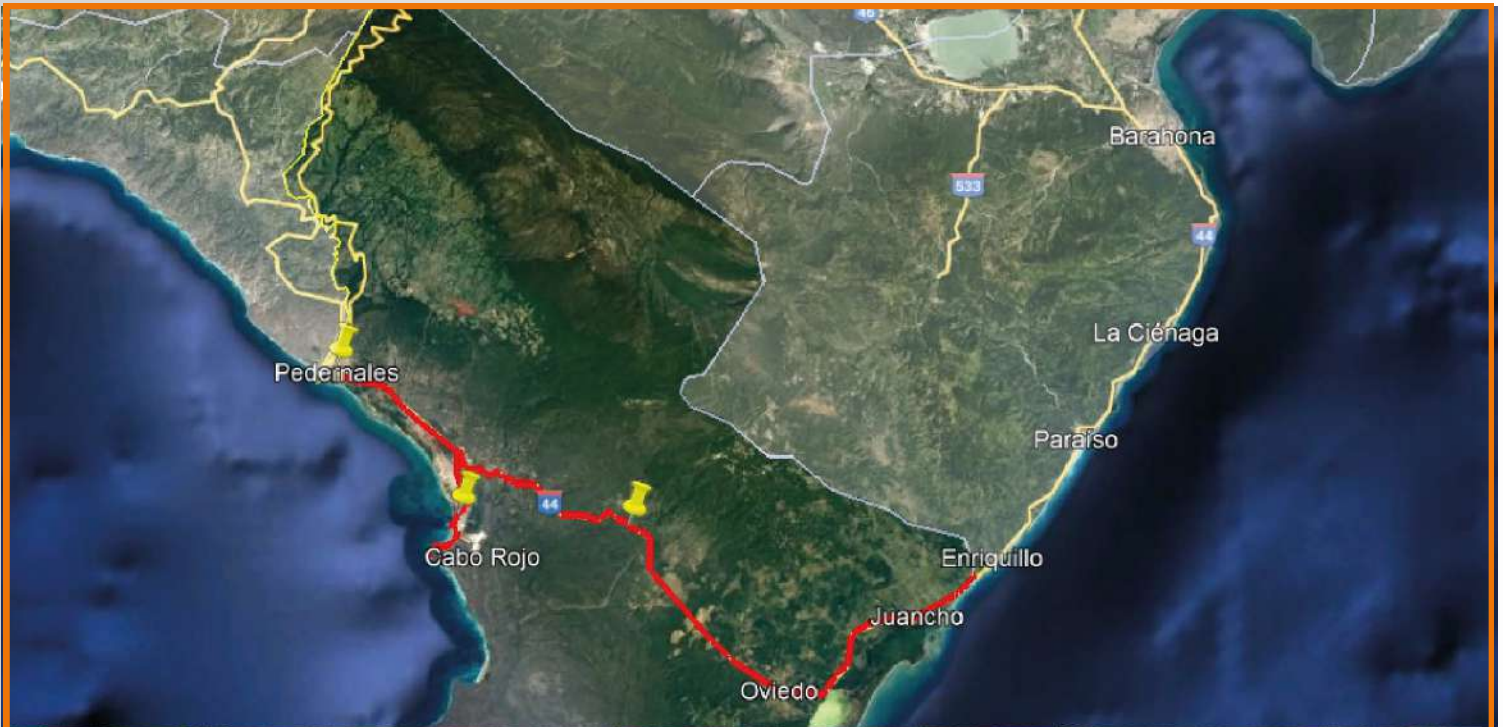 46
Barahona
533
44
La Ciénaga
Pedernales
Paraíso
44
Cabo Rojo
Enriquillo
Juancho
Oviedo